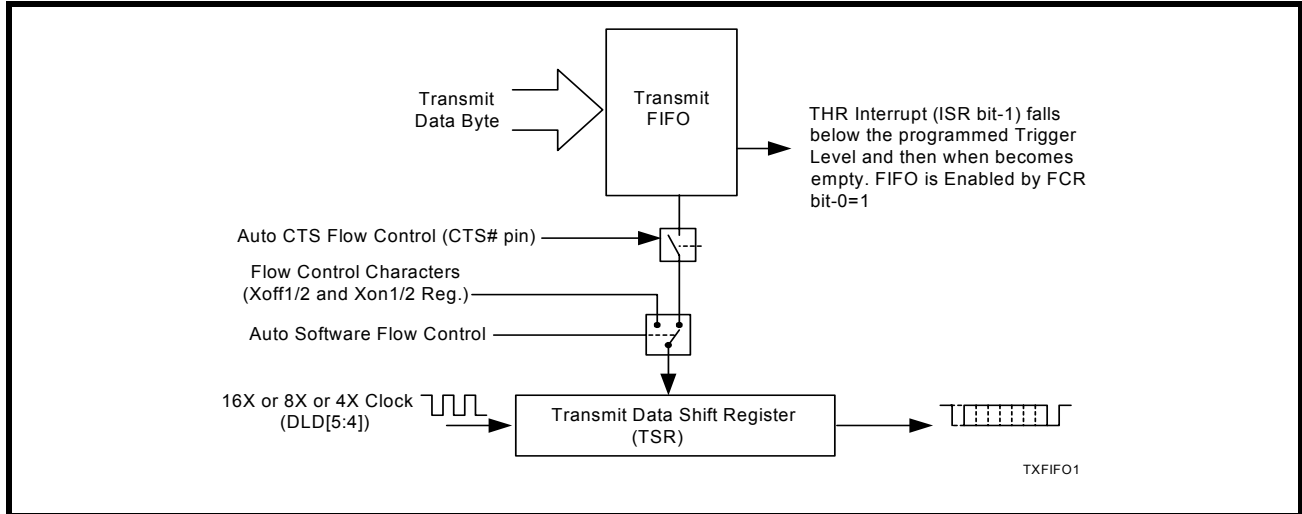 Transmit
Data Byte
Transmit
FIFO
THR Interrupt (ISR bit-1) falls
below the programmed Trigger
Level and then when becomes
empty. FIFO is Enabled by FCR
bit-0=1
Auto CTS Flow Control (CTS# pin)
Flow Control Characters
(Xoff1/2 and Xon1/2 Reg.)
Auto Software Flow Control
16X or 8X or 4X Clock
(DLD[5:4])
Transmit Data Shift Register
(TSR)
TXFIFO1